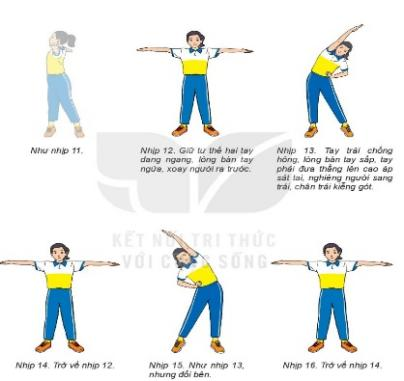 Như nhịp 11.
Nhịp 12. Giữ tư thế hai tay
dang ngang, lòng bàn tay
ngửa, xoay người ra trước.
Nhịp 13. Tay trái chống
hông, lòng bàn tay sấp, tay
phải đưa thẳng lên cao áp
sát tai, nghiêng người sang
trái, chân trái kiễng gót.
KẾT NỐI TRI THỨC
VỚI CUỘC SỐNG
Nhịp 14. Trở về nhịp 12.
Nhịp 15. Như nhịp 13,
nhưng đổi bên.
Nhịp 16. Trở về nhịp 14.